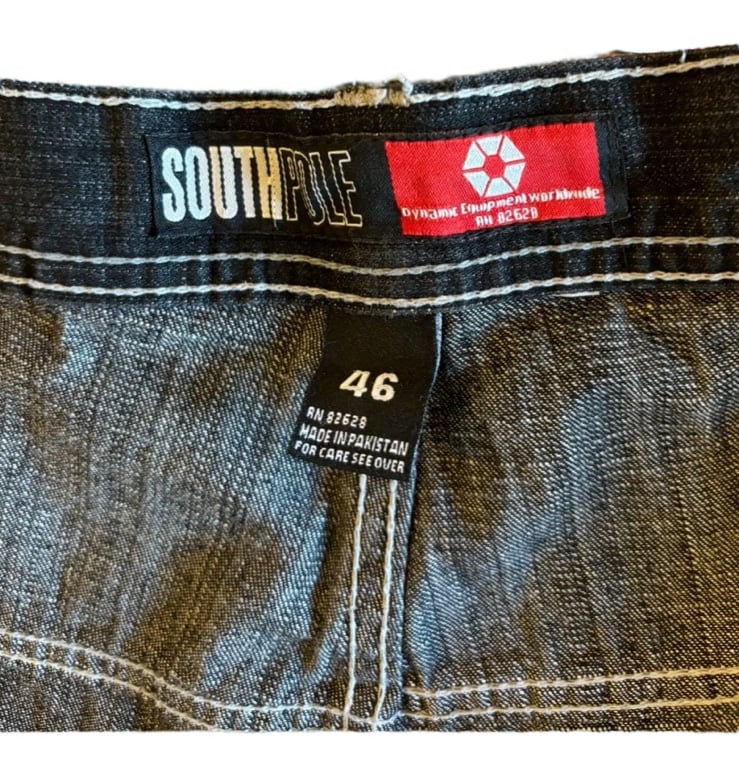 SOUTHPOLE
Dynamic Equipment Worldwide
RN 82628
46
RN 82628
MADE IN PAKISTAN
FOR CARE SEE OVER